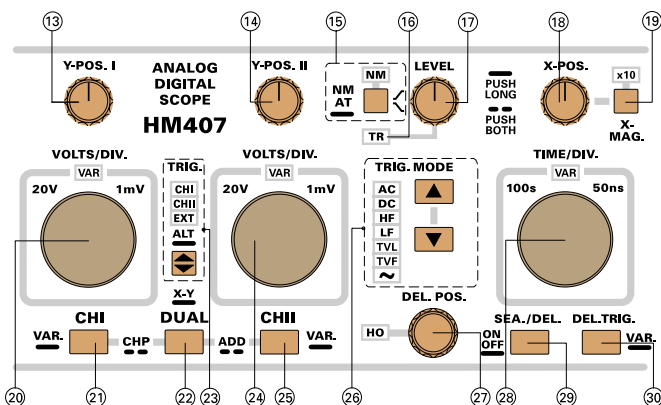 13 14 15 16 17 18 19
Y-POS. I
ANALOG
DIGITAL
SCOPE
HM407
Y-POS. II
NM
AT
NM
LEVEL
TR
PUSH
LONG
PUSH
BOTH
X-POS.
x10
X-
MAG.
VOLTS/DIV.
VAR
20V 1mV
TRIG.
CHI
CHII
EXT
ALT
X-Y
VOLTS/DIV.
VAR
20V 1mV
TRIG. MODE
AC
DC
HF
LF
TVL
TVF
~
TIME/DIV.
VAR
100s 50ns
DEL. POS.
HO
VAR.
CHI
CHP
DUAL
ADD
CHII
VAR.
ON
OFF
SEA./DEL.
DEL.TRIG.
VAR.
20 21 22 23 24 25 26 27 28 29 30